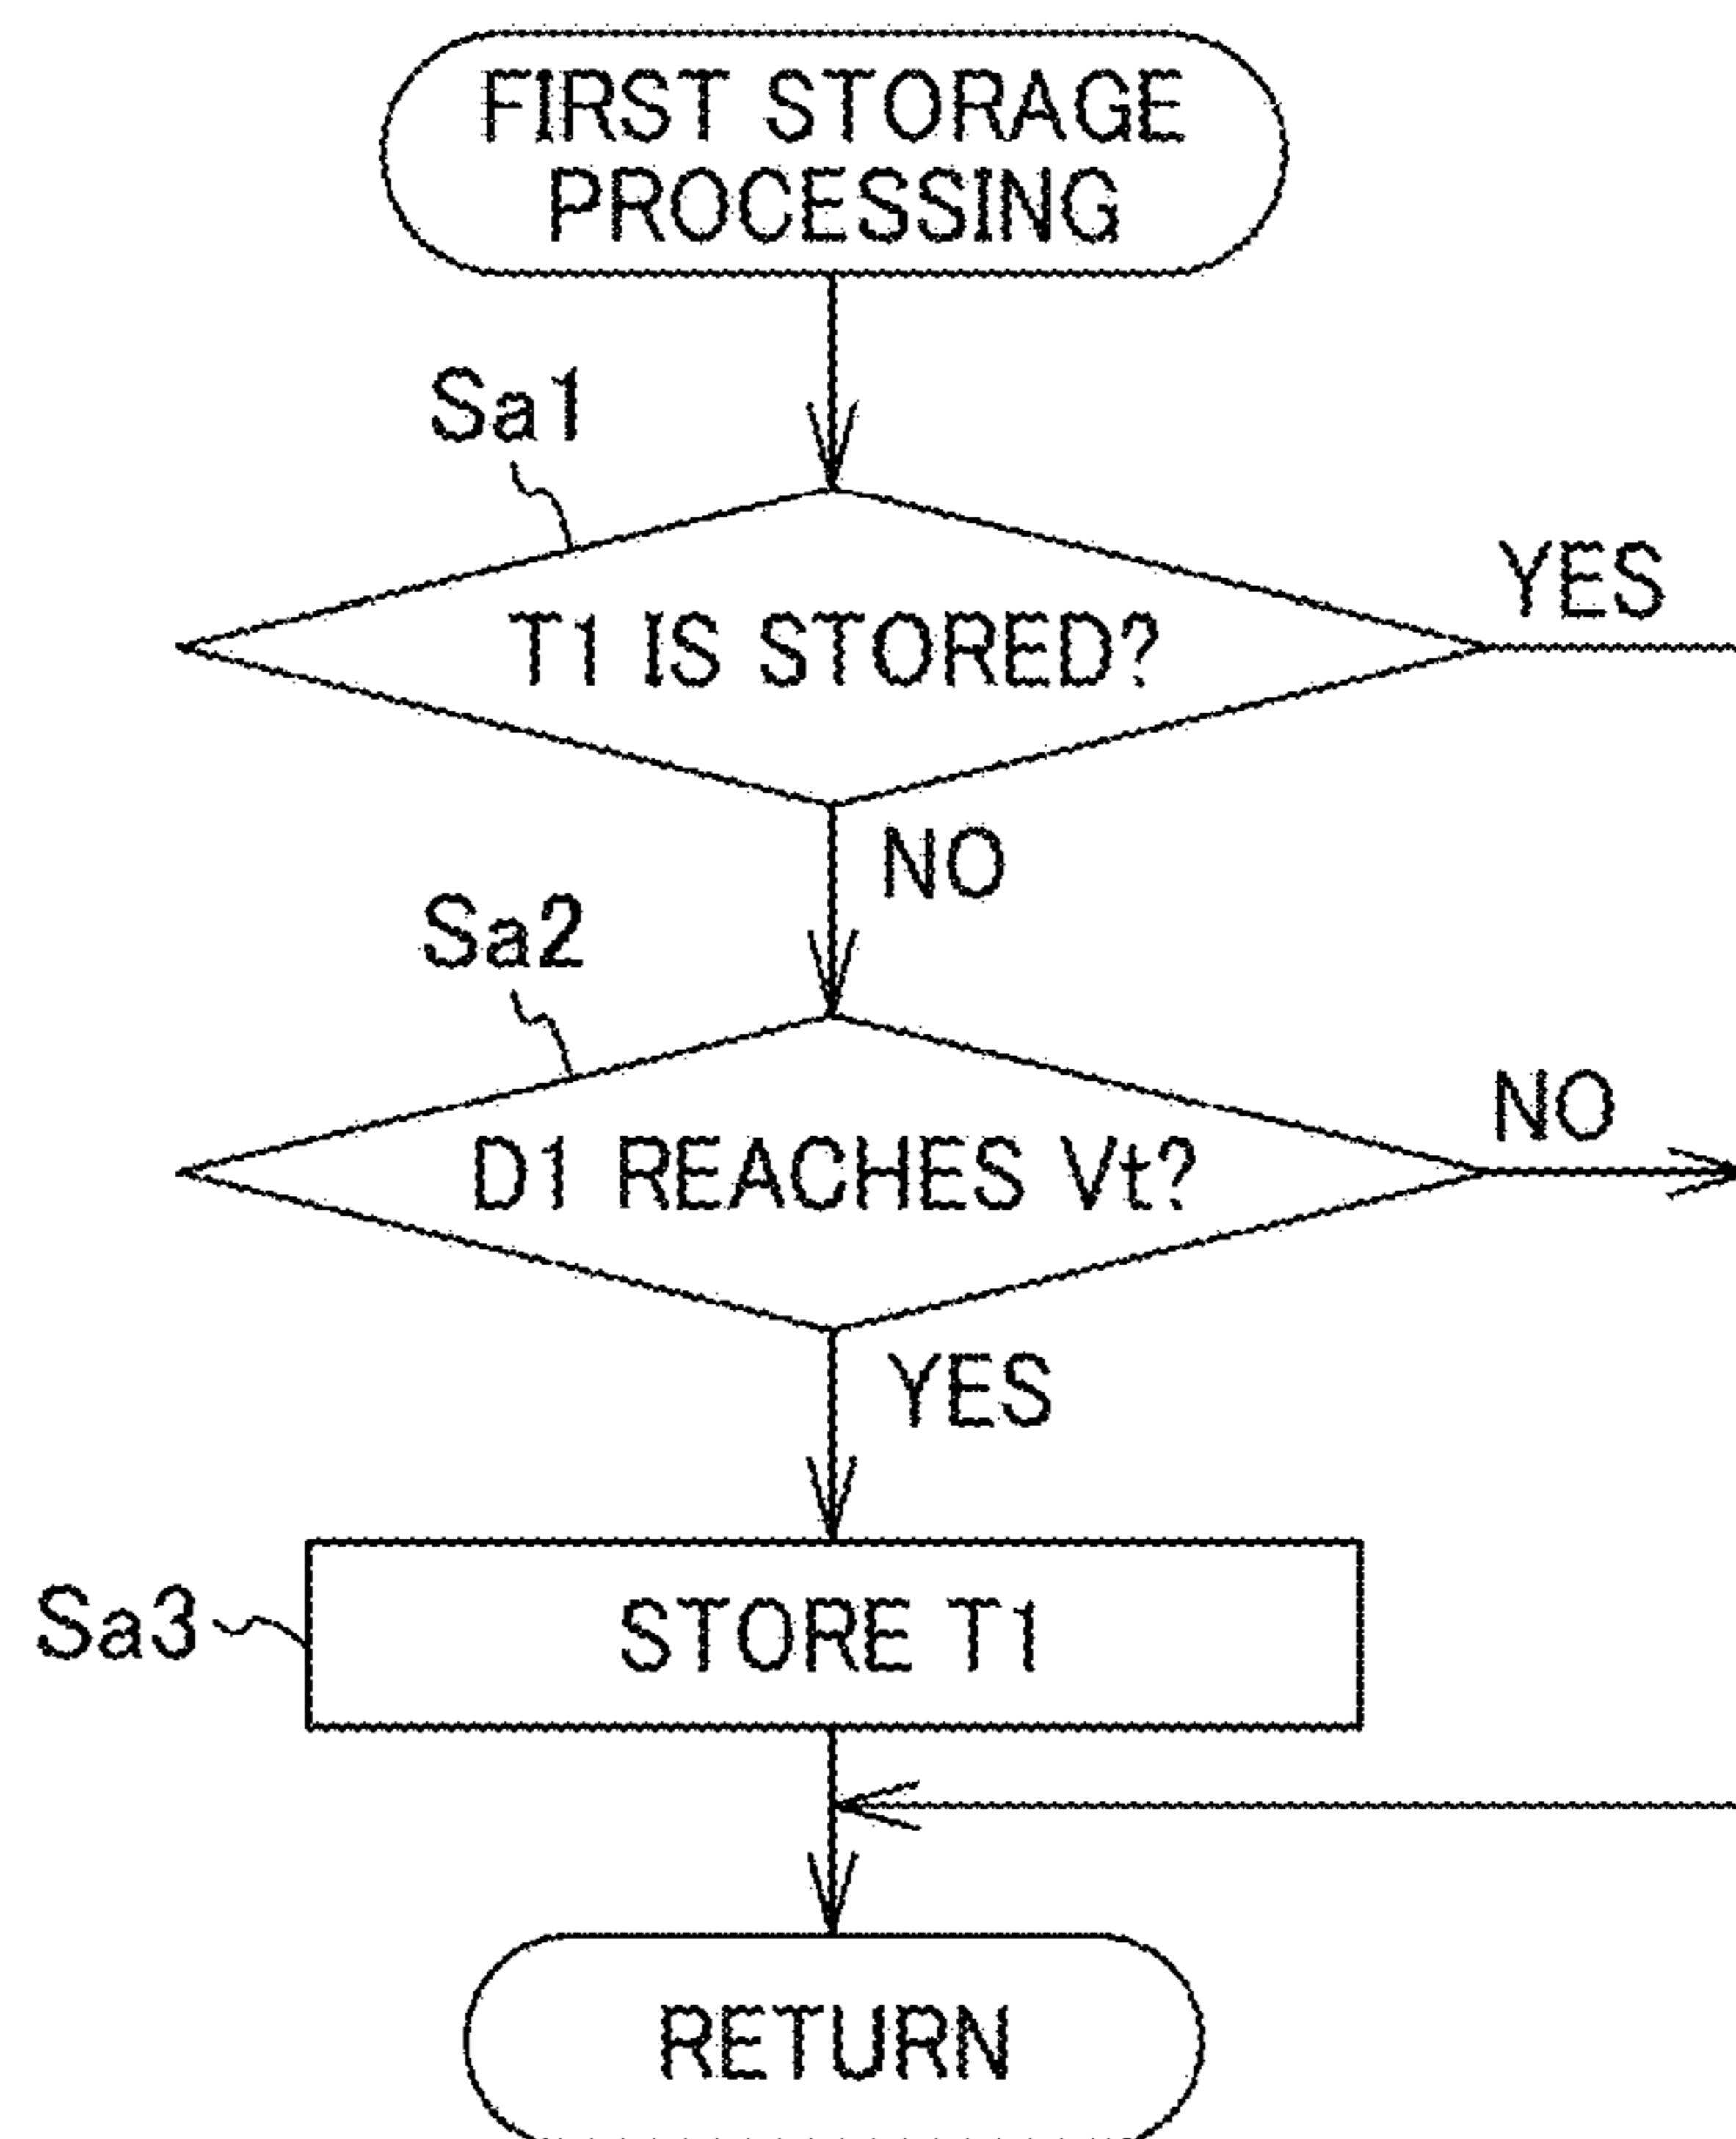 FIRST STORAGE
PROCESSING
Sa1
T1 IS STORED?
YES
NO
Sa2
D1 REACHES Vt?
NO
YES
Sa3
STORE T1
RETURN